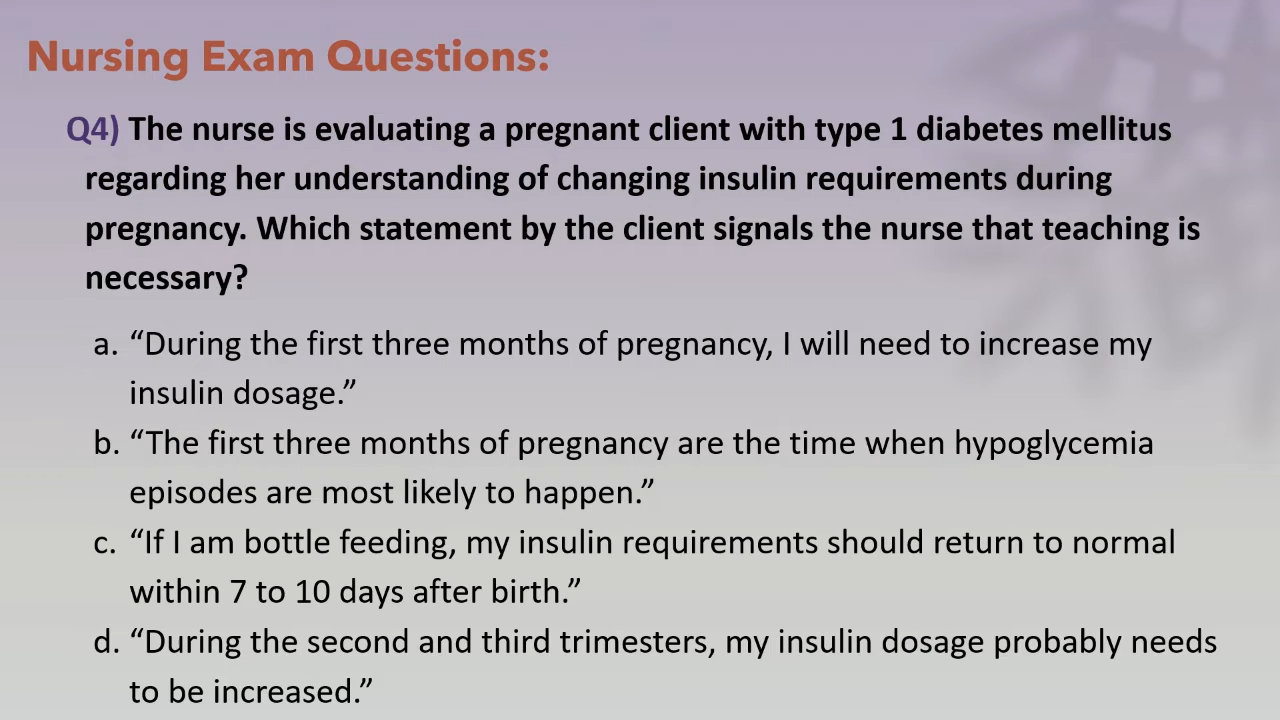 Nursing Exam Questions:
Q4) The nurse is evaluating a pregnant client with type 1 diabetes mellitus
regarding her understanding of changing insulin requirements during
pregnancy. Which statement by the client signals the nurse that teaching is
necessary?
a. “During the first three months of pregnancy, I will need to increase my
insulin dosage.”
b. “The first three months of pregnancy are the time when hypoglycemia
episodes are most likely to happen.”
c. “If I am bottle feeding, my insulin requirements should return to normal
within 7 to 10 days after birth.”
d. “During the second and third trimesters, my insulin dosage probably needs
to be increased.”